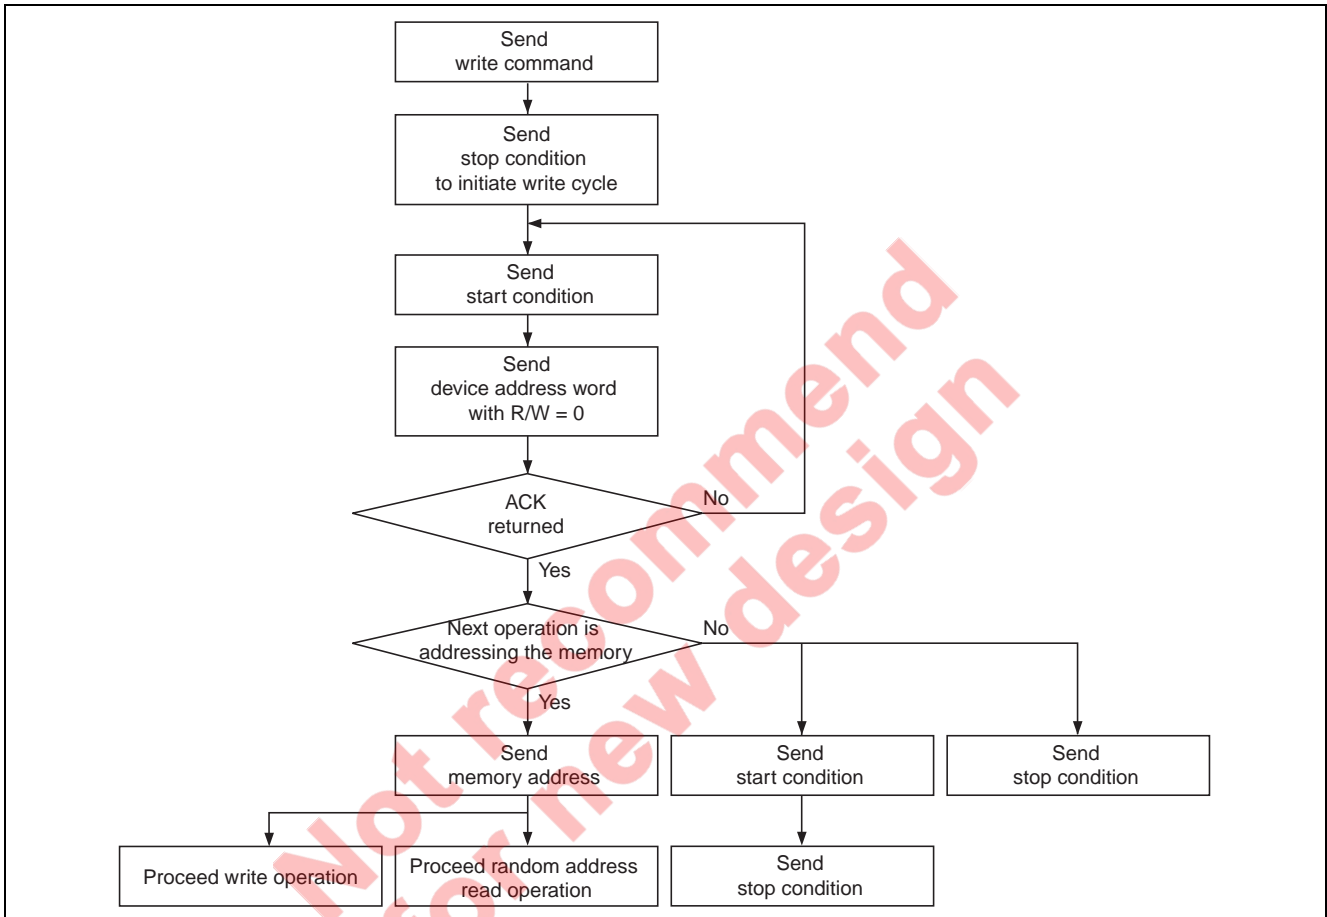 Send
write command
Send
stop condition
to initiate write cycle
Send
start condition
Send
device address word
with R/W = 0
ACK
returned
No
Yes
Next operation is
addressing the memory
No
Yes
Send
memory address
Send
start condition
Send
stop condition
Proceed write operation
Proceed random address
read operation
Send
stop condition
Not recommend
for new design